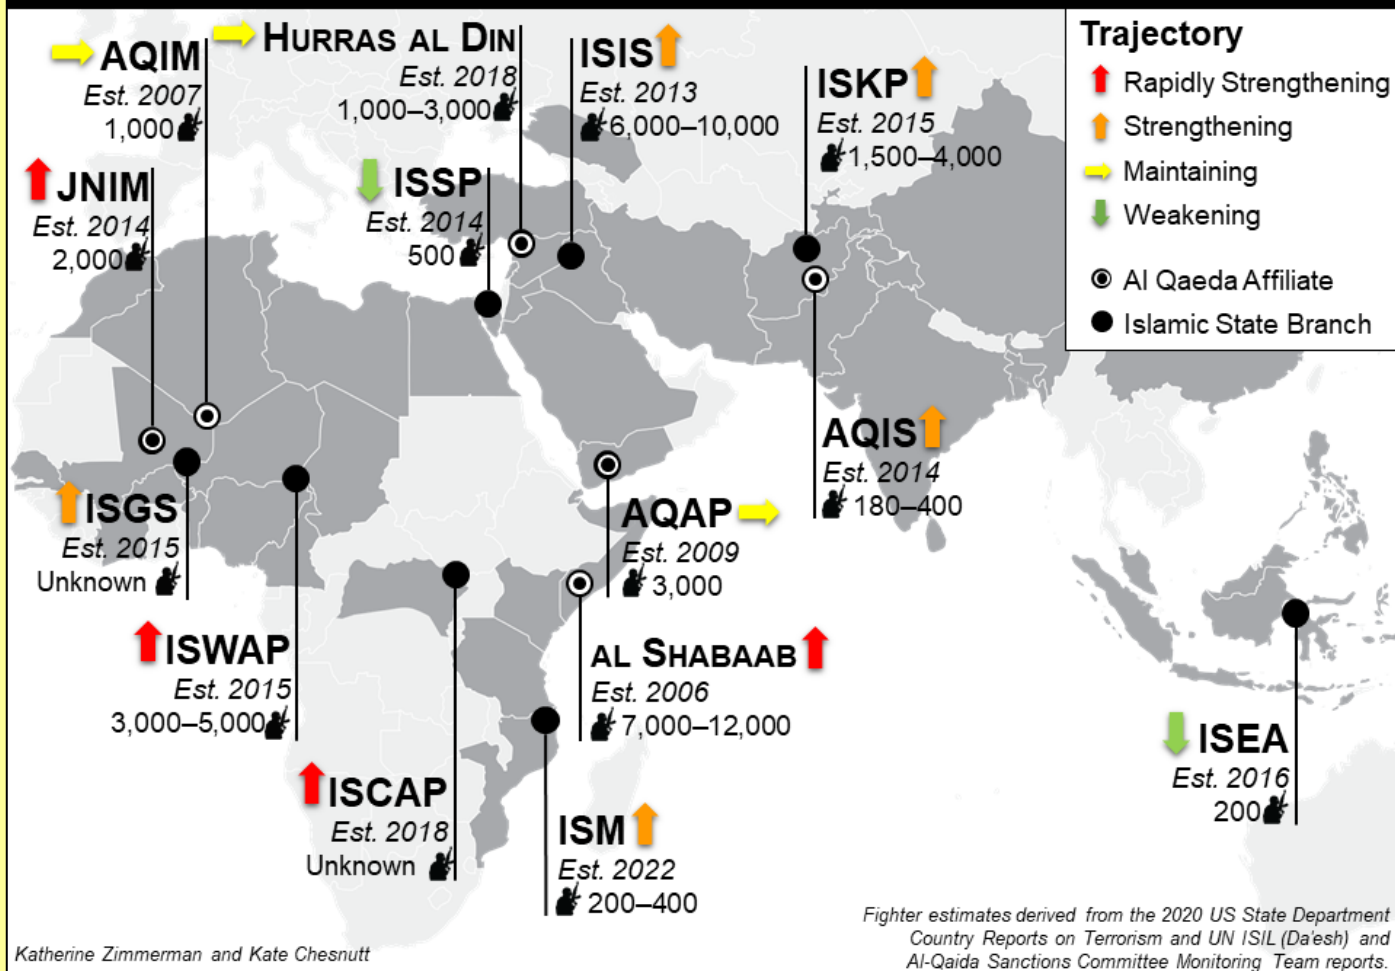 AQIM
Est. 2007
1,000
HURRAS AL DIN
Est. 2018
1,000–3,000
ISIS
Est. 2013
6,000–10,000
ISKP
Est. 2015
1,500–4,000
Trajectory
Rapidly Strengthening
Strengthening
Maintaining
Weakening
Al Qaeda Affiliate
Islamic State Branch
JNIM
Est. 2014
2,000
ISSP
Est. 2014
500
ISGS
Est. 2015
Unknown
AQAP
Est. 2009
3,000
AQIS
Est. 2014
180–400
ISWAP
Est. 2015
3,000–5,000
AL SHABAAB
Est. 2006
7,000–12,000
ISCAP
Est. 2018
Unknown
ISM
Est. 2022
200–400
ISEA
Est. 2016
200
Katherine Zimmerman and Kate Chesnutt
Fighter estimates derived from the 2020 US State Department
Country Reports on Terrorism and UN ISIL (Da'esh) and
Al-Qaida Sanctions Committee Monitoring Team reports.